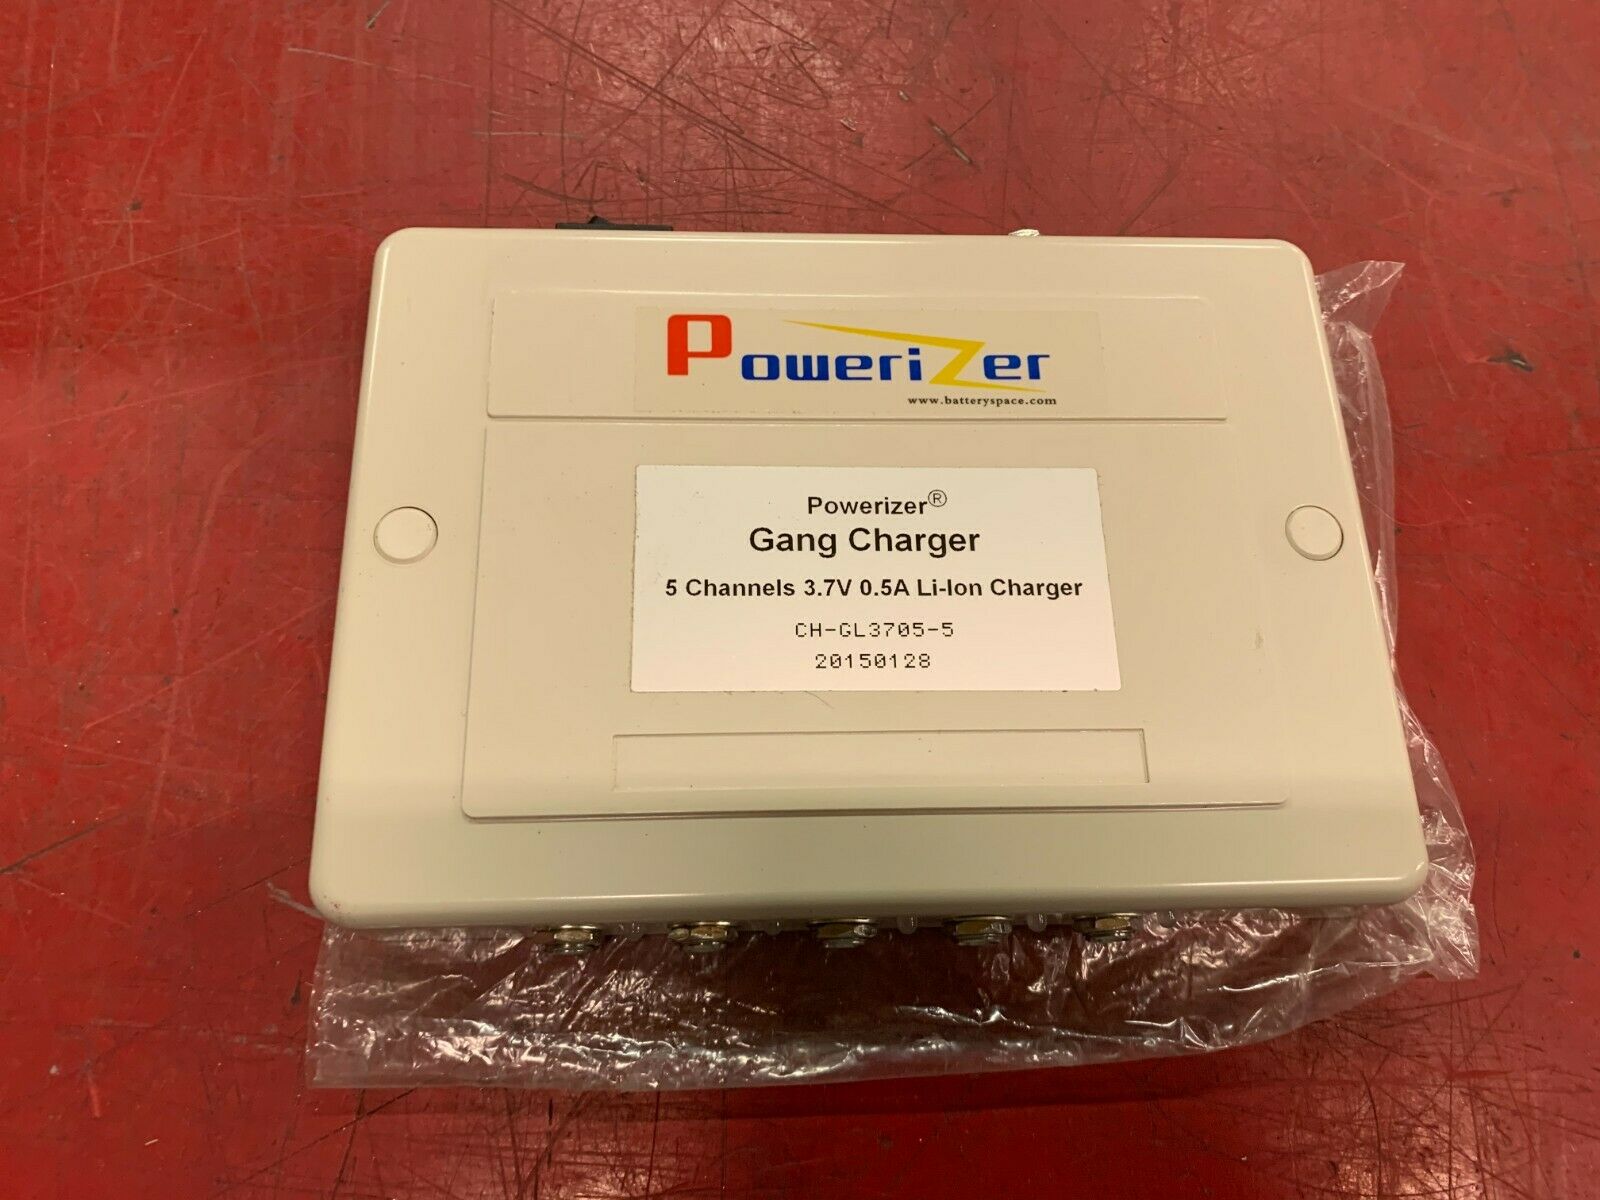 PoweriZer
www.batteryspace.com
Powerizer®
Gang Charger
5 Channels 3.7V 0.5A Li-Ion Charger
CH-GL3705-5
20150128